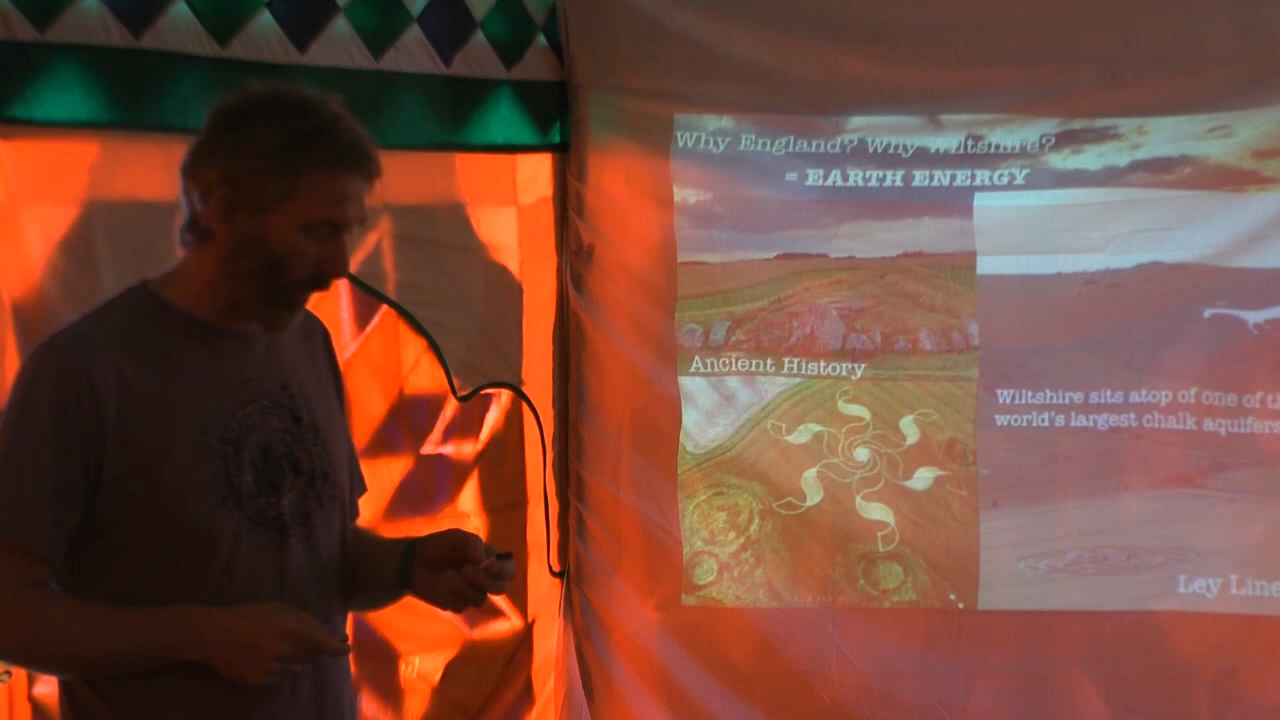 Why England? Why Wiltshire?
= EARTH ENERGY
Ancient History
Wiltshire sits atop of one of th
world's largest chalk aquifers
Ley Line